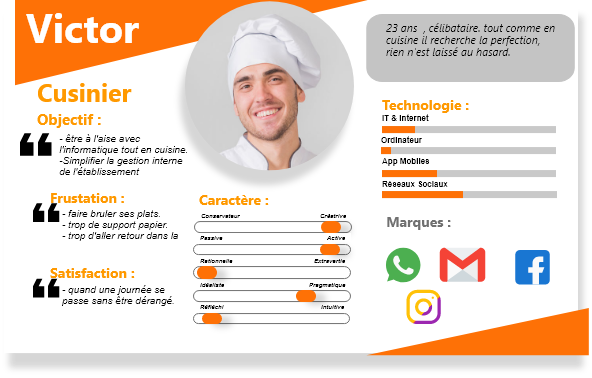 Victor
23 ans , célibataire. tout comme en
cuisine il recherche la perfection,
rien n'est laissé au hasard.
Cusinier
Objectif :
- être à l'aise avec
l'informatique tout en cuisine.
-Simplifier la gestion interne
de l'établissement
Frustation :
- faire bruler ses plats.
- trop de support papier.
- trop d'aller retour dans la
Satisfaction :
- quand une journée se
passe sans être dérangé.
Caractère :
Conservateur Créatrive
Passive Active
Rationnelle Extravertie
Idéaliste Pragmatique
Réfléchi Intuitive
Technologie :
IT & Internet
Ordinateur
App Mobiles
Réseaux Sociaux
Marques :